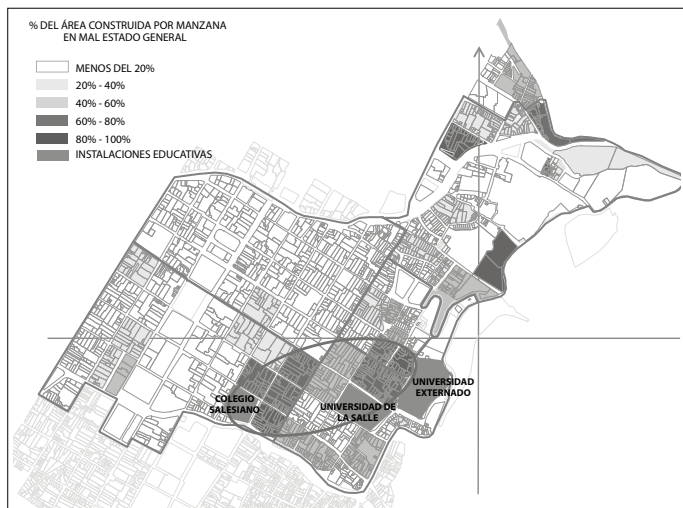 % DEL ÁREA CONSTRUIDA POR MANZANA
EN MAL ESTADO GENERAL
MENOS DEL 20%
20% - 40%
40% - 60%
60% - 80%
80% - 100%
INSTALACIONES EDUCATIVAS
UNIVERSIDAD
EXTERNADO
COLEGIO
SALESIANO
UNIVERSIDAD DE
LA SALLE